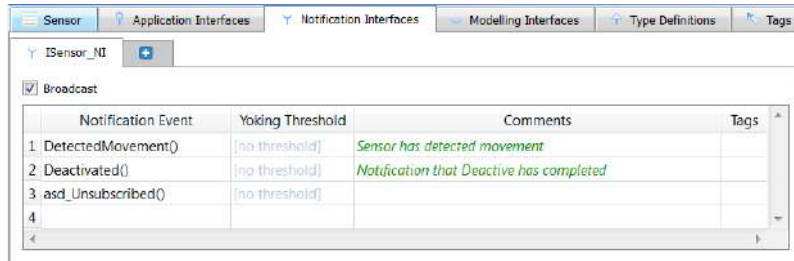 Sensor Application Interfaces Notification Interfaces Modelling Interfaces Type Definitions Tags
ISensor_NI
Broadcast
Notification Event Yoking Threshold Comments Tags
1 DetectedMovement() [no threshold] Sensor has detected movement
2 Deactivated() [no threshold] Notification that Deactive has completed
3 asd_Unsubscribed() [no threshold]
4